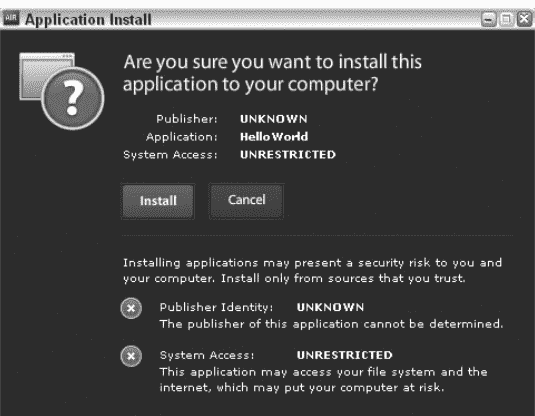 AIR Application Install
Are you sure you want to install this
application to your computer?
Publisher: UNKNOWN
Application: HelloWorld
System Access: UNRESTRICTED
Install Cancel
Installing applications may present a security risk to you and
your computer. Install only from sources that you trust.
Publisher Identity: UNKNOWN
The publisher of this application cannot be determined.
System Access: UNRESTRICTED
This application may access your file system and the
internet, which may put your computer at risk.